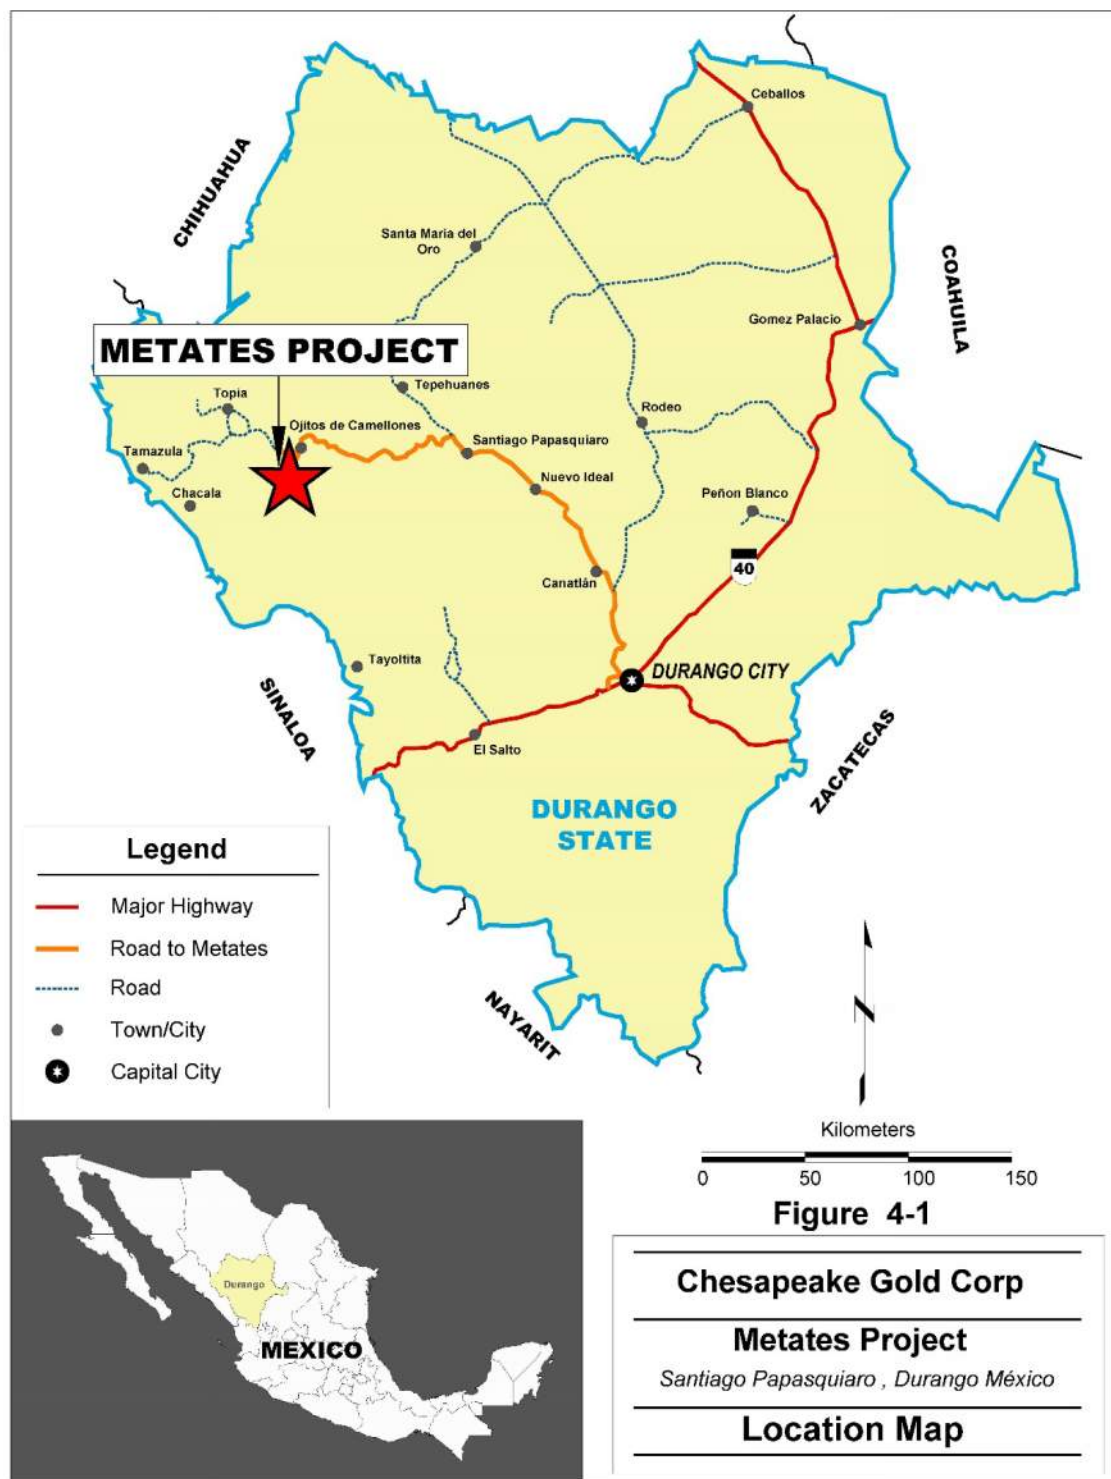 Ceballos
CHIHUAHUA
Santa Maria del
Oro
COAHUILA
Gomez Palacio
METATES PROJECT
Tepehuanes
Topia
Rodeo
Ojitos de Camellones
Santiago Papasquiaro
Tamazula
Nuevo Ideal
Chacala
Peñon Blanco
40
Canatlán
Tayoltita
DURANGO CITY
SINALOA
El Salto
ZACATECAS
DURANGO
STATE
Legend
Major Highway
Road to Metates
Road
Town/City
Capital City
NAYARIT
N
Kilometers
0 50 100 150
Figure 4-1
Durango
MEXICO
Chesapeake Gold Corp
Metates Project
Santiago Papasquiaro , Durango México
Location Map